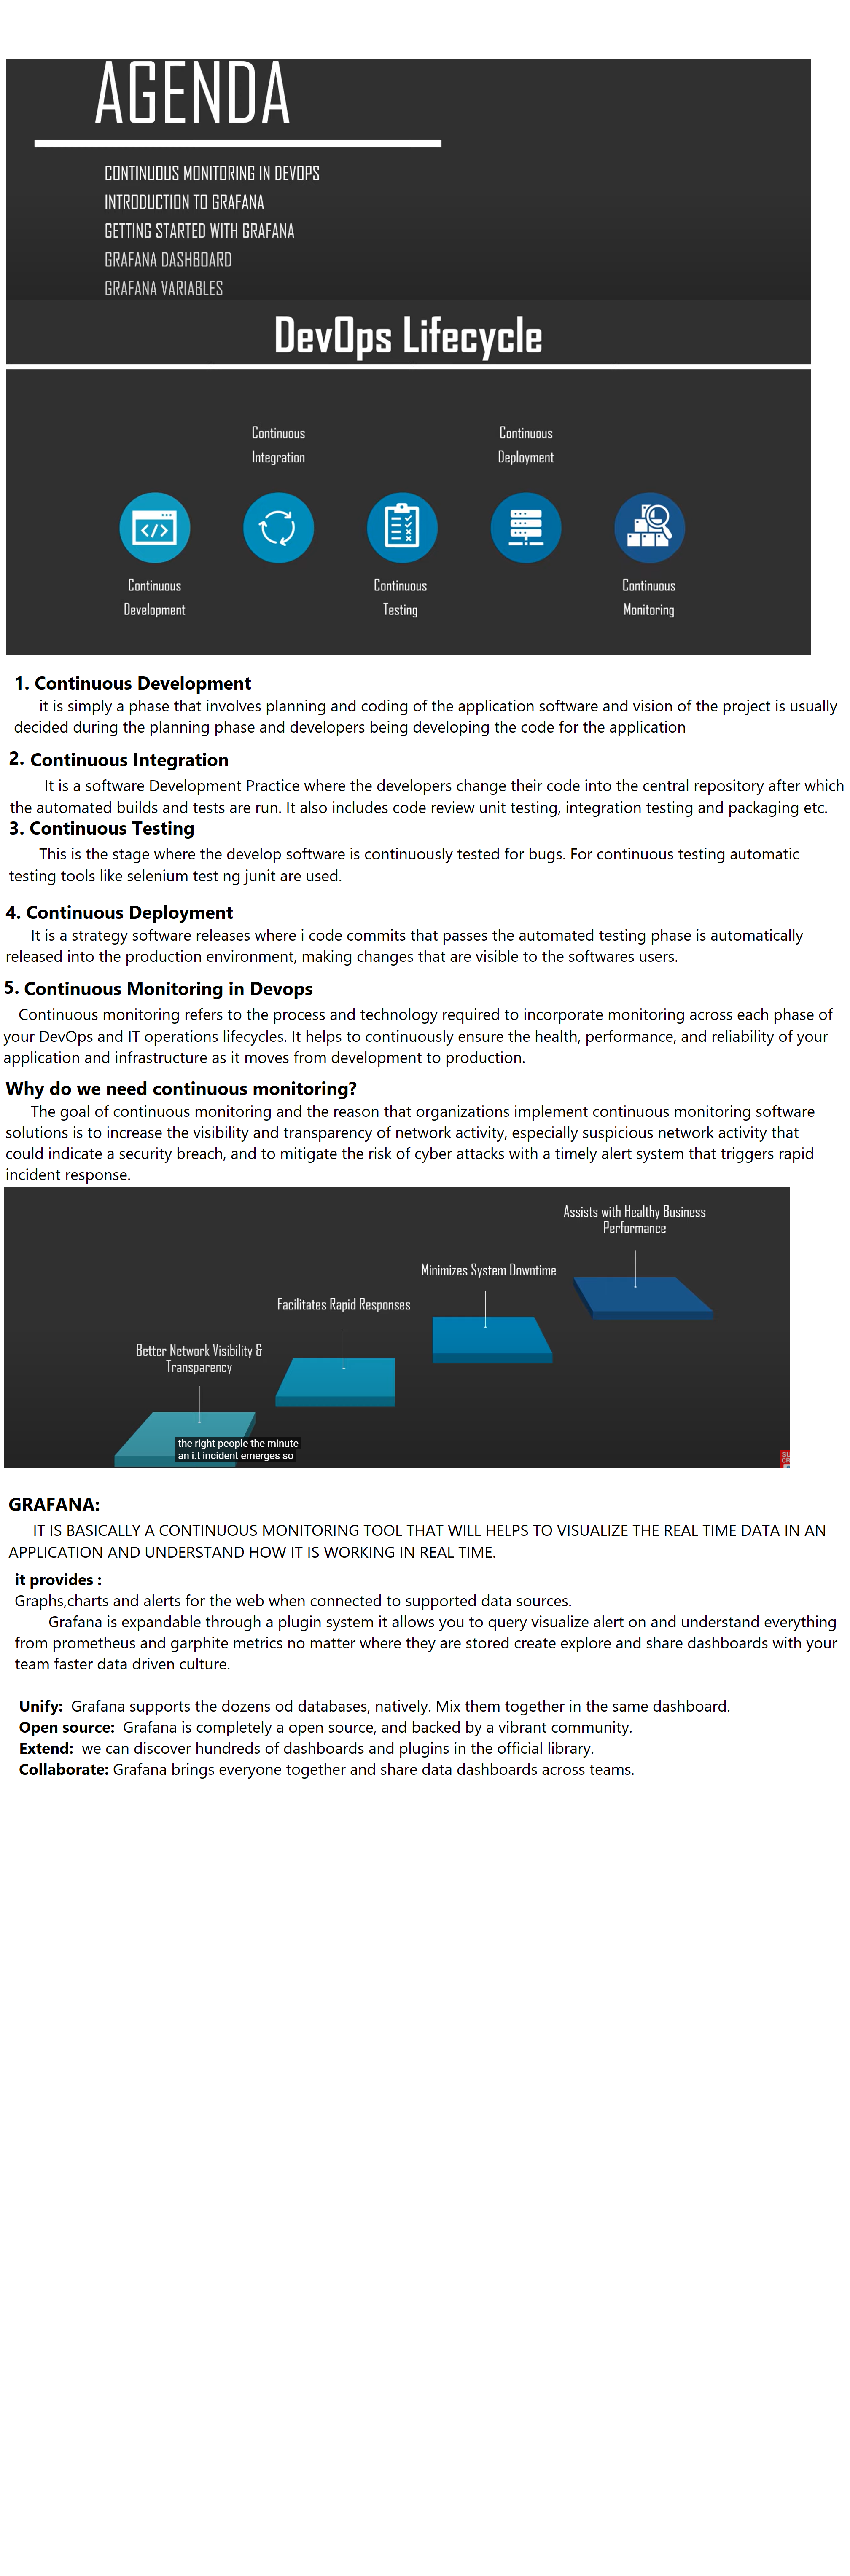 AGENDA
CONTINUOUS MONITORING IN DEVOPS
INTRODUCTION TO GRAFANA
GETTING STARTED WITH GRAFANA
GRAFANA DASHBOARD
GRAFANA VARIABLES
DevOps Lifecycle
Continuous
Integration
Continuous
Deployment
Continuous
Development
Continuous
Testing
Continuous
Monitoring
1. Continuous Development
it is simply a phase that involves planning and coding of the application software and vision of the project is usually
decided during the planning phase and developers being developing the code for the application
2. Continuous Integration
It is a software Development Practice where the developers change their code into the central repository after which
the automated builds and tests are run. It also includes code review unit testing, integration testing and packaging etc.
3. Continuous Testing
This is the stage where the develop software is continuously tested for bugs. For continuous testing automatic
testing tools like selenium test ng junit are used.
4. Continuous Deployment
It is a strategy software releases where i code commits that passes the automated testing phase is automatically
released into the production environment, making changes that are visible to the softwares users.
5. Continuous Monitoring in Devops
Continuous monitoring refers to the process and technology required to incorporate monitoring across each phase of
your DevOps and IT operations lifecycles. It helps to continuously ensure the health, performance, and reliability of your
application and infrastructure as it moves from development to production.
Why do we need continuous monitoring?
The goal of continuous monitoring and the reason that organizations implement continuous monitoring software
solutions is to increase the visibility and transparency of network activity, especially suspicious network activity that
could indicate a security breach, and to mitigate the risk of cyber attacks with a timely alert system that triggers rapid
incident response.
Assists with Healthy Business
Performance
Minimizes System Downtime
Facilitates Rapid Responses
Better Network Visibility &
Transparency
the right people the minute
an i.t incident emerges so
GRAFANA:
IT IS BASICALLY A CONTINUOUS MONITORING TOOL THAT WILL HELPS TO VISUALIZE THE REAL TIME DATA IN AN
APPLICATION AND UNDERSTAND HOW IT IS WORKING IN REAL TIME.
it provides :
Graphs,charts and alerts for the web when connected to supported data sources.
Grafana is expandable through a plugin system it allows you to query visualize alert on and understand everything
from prometheus and garphite metrics no matter where they are stored create explore and share dashboards with your
team faster data driven culture.
Unify: Grafana supports the dozens od databases, natively. Mix them together in the same dashboard.
Open source: Grafana is completely a open source, and backed by a vibrant community.
Extend: we can discover hundreds of dashboards and plugins in the official library.
Collaborate: Grafana brings everyone together and share data dashboards across teams.